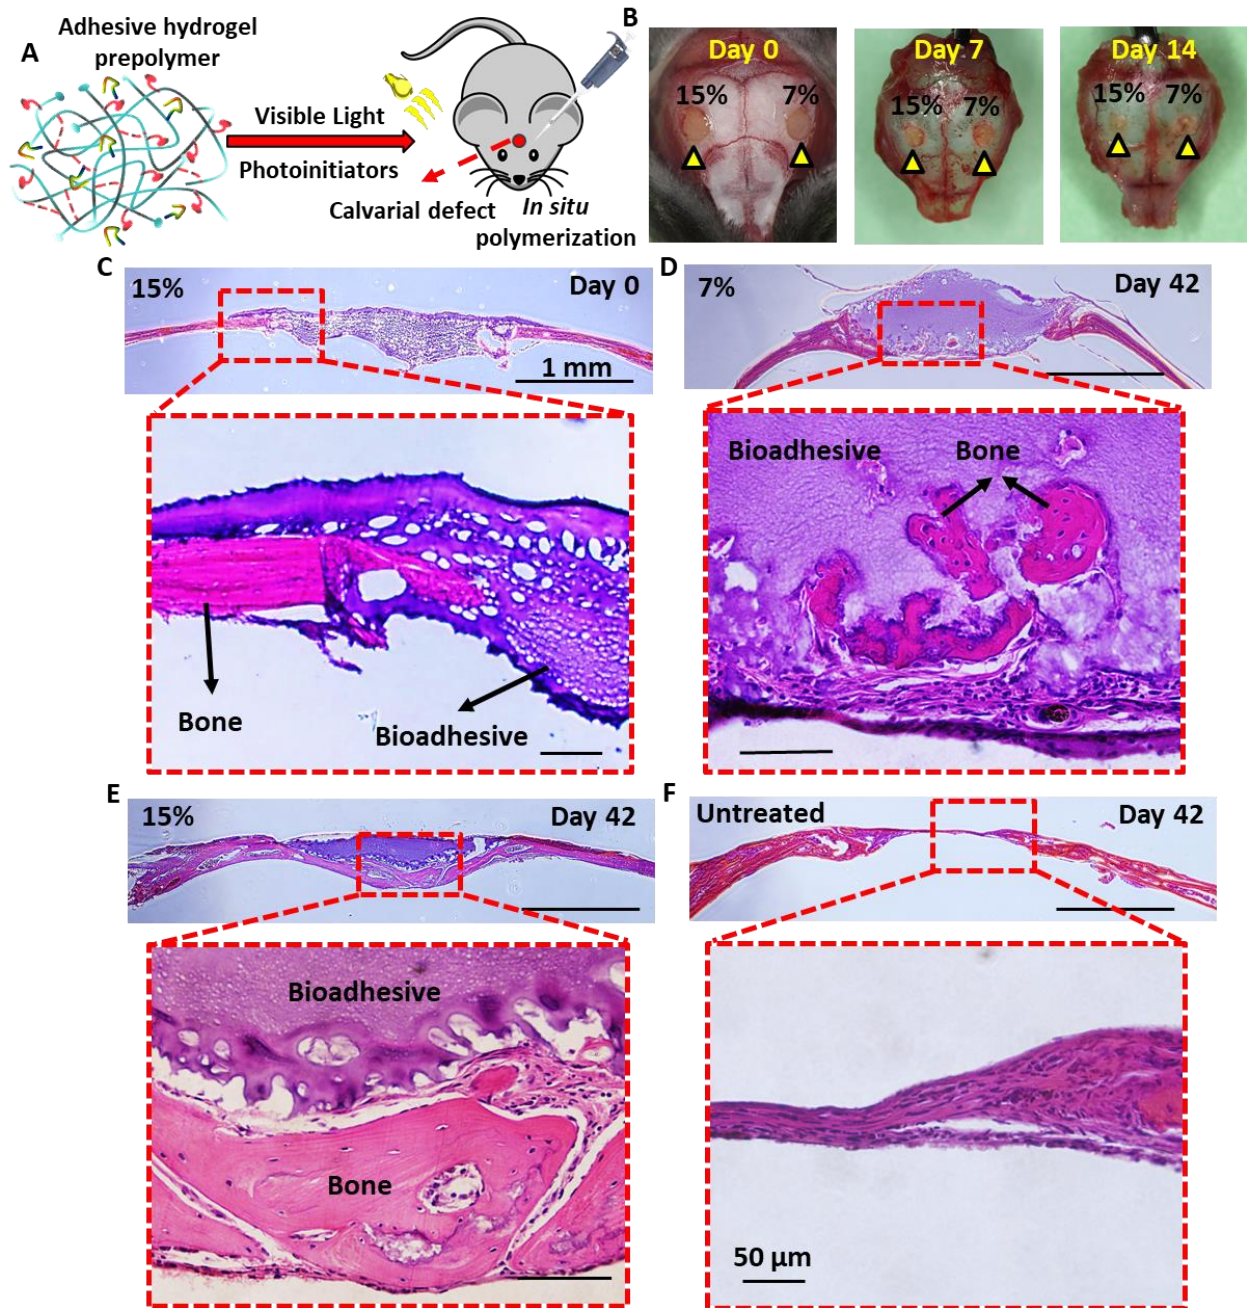 A
Adhesive hydrogel
prepolymer
Visible Light
Photoinitiators
Calvarial defect
In situ
polymerization
B
Day 0
15%
7%
Day 7
15%
7%
Day 14
15%
7%
C
15%
Day 0
1 mm
Bone
Bioadhesive
D
7%
Day 42
Bioadhesive
Bone
E
15%
Day 42
Bioadhesive
Bone
F
Untreated
Day 42
50 µm